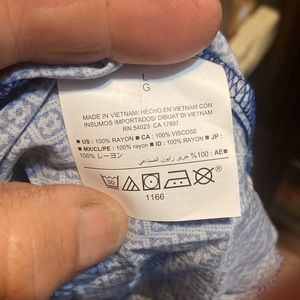 L
G
MADE IN VIETNAM/ HECHO EN VIETNAM CON
INSUMOS IMPORTADOS/ DIBUAT DI VIETNAM
RN 54023 CA 17897
■ US : 100% RAYON ■ CA : 100% VISCOSE
■ MX/CL/PE : 100% RAYON ■ ID : 100% RAYON ■ JP :
100% レーヨン ■ AE : %100 حرير رايون الصناعي
30
1166